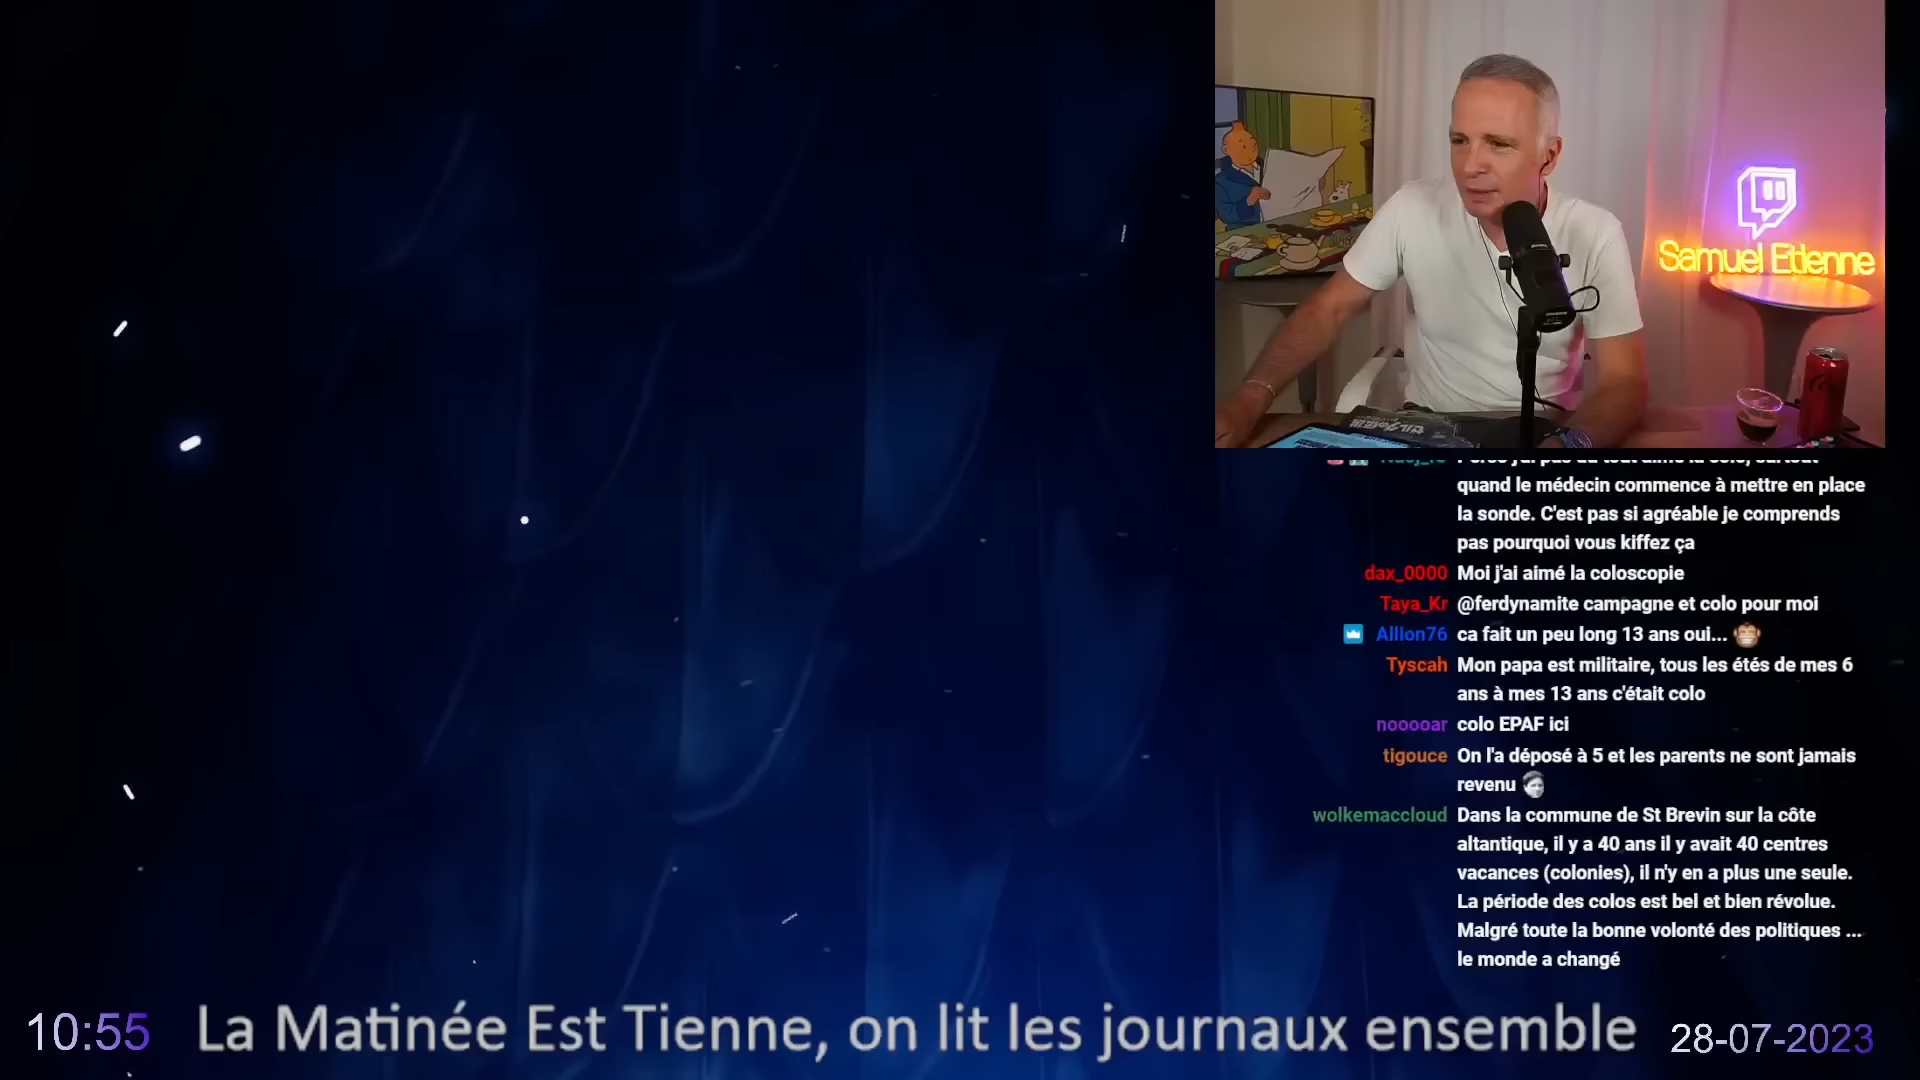 Samuel Etienne
quand le médecin commence à mettre en place
la sonde. C'est pas si agréable je comprends
pas pourquoi vous kiffez ça
dax_0000 Moi j'ai aimé la coloscopie
Taya_Kr @ferdynamite campagne et colo pour moi
Allion76 ca fait un peu long 13 ans oui...
Tyscah Mon papa est militaire, tous les étés de mes 6
ans à mes 13 ans c'était colo
nooooar colo EPAF ici
tigouce On l'a déposé à 5 et les parents ne sont jamais
revenu
wolkemaccloud Dans la commune de St Brevin sur la côte
altantique, il y a 40 ans il y avait 40 centres
vacances (colonies), il n'y en a plus une seule.
La période des colos est bel et bien révolue.
Malgré toute la bonne volonté des politiques ...
le monde a changé
10:55 La Matinée Est Tienne, on lit les journaux ensemble 28-07-2023